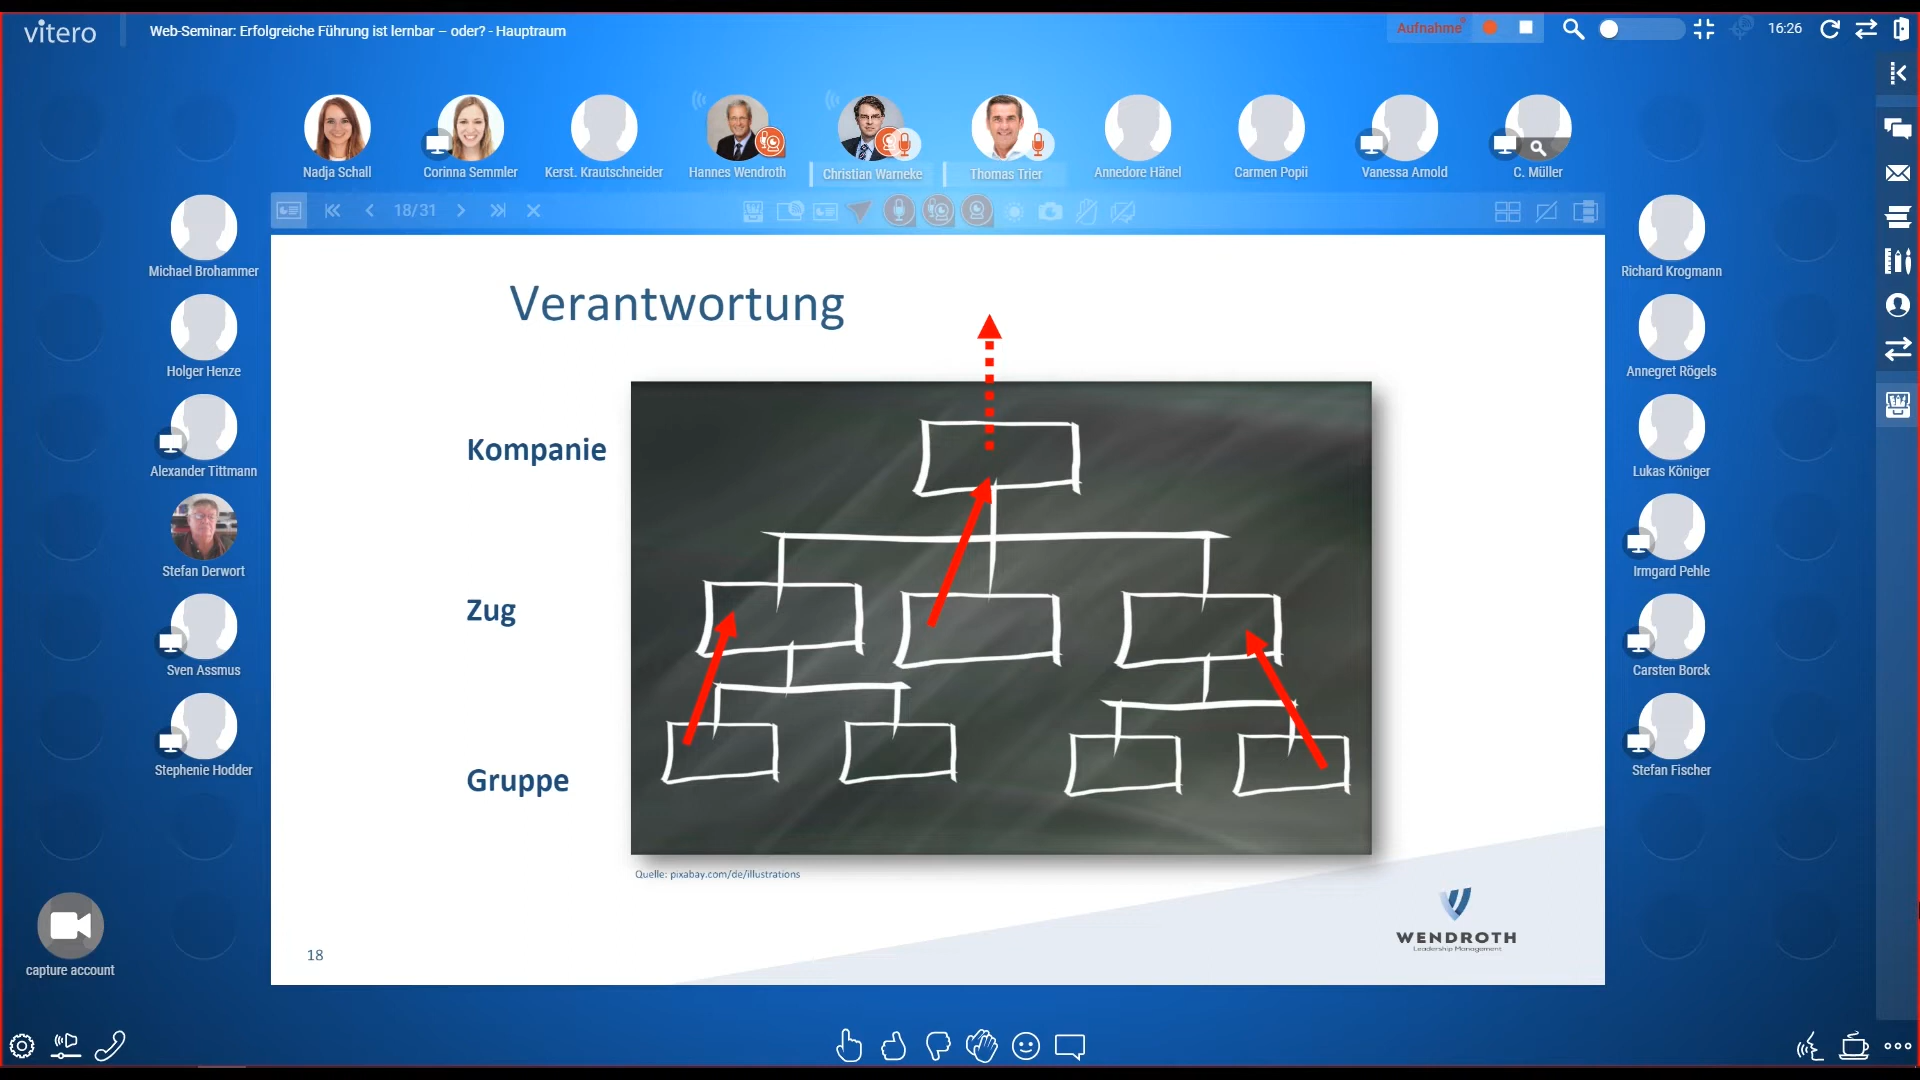 vitero
Web-Seminar: Erfolgreiche Führung ist lernbar – oder? - Hauptraum
Aufnahme
16:26
Nadja Schall
Corinna Semmler
Kerst. Krautschneider
Hannes Wendroth
Christian Warneke
Thomas Trier
Annedore Hänel
Carmen Popii
Vanessa Arnold
C. Müller
18/31
Michael Brohammer
Holger Henze
Alexander Tittmann
Stefan Derwort
Sven Assmus
Stephenie Hodder
Verantwortung
Kompanie
Zug
Gruppe
Quelle: pixabay.com/de/illustrations
WENDROTH
Leadership Management
18
Richard Krogmann
Annegret Rögels
Lukas Königer
Irmgard Pehle
Carsten Borck
Stefan Fischer
capture account